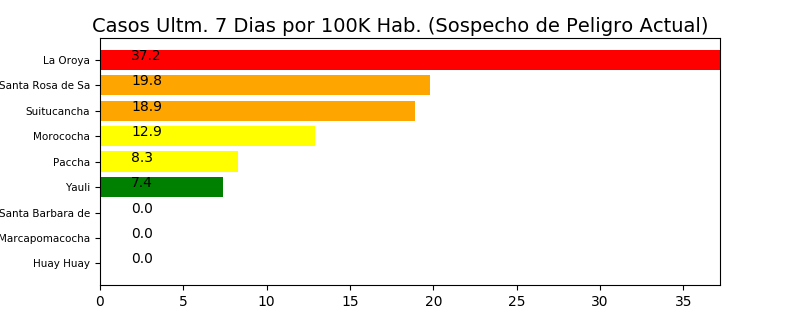 Casos Ultm. 7 Dias por 100K Hab. (Sospecho de Peligro Actual)
La Oroya 37.2
Santa Rosa de Sa 19.8
Suitucancha 18.9
Morococha 12.9
Paccha 8.3
Yauli 7.4
Santa Barbara de 0.0
Marcapomacocha 0.0
Huay Huay 0.0
0 5 10 15 20 25 30 35